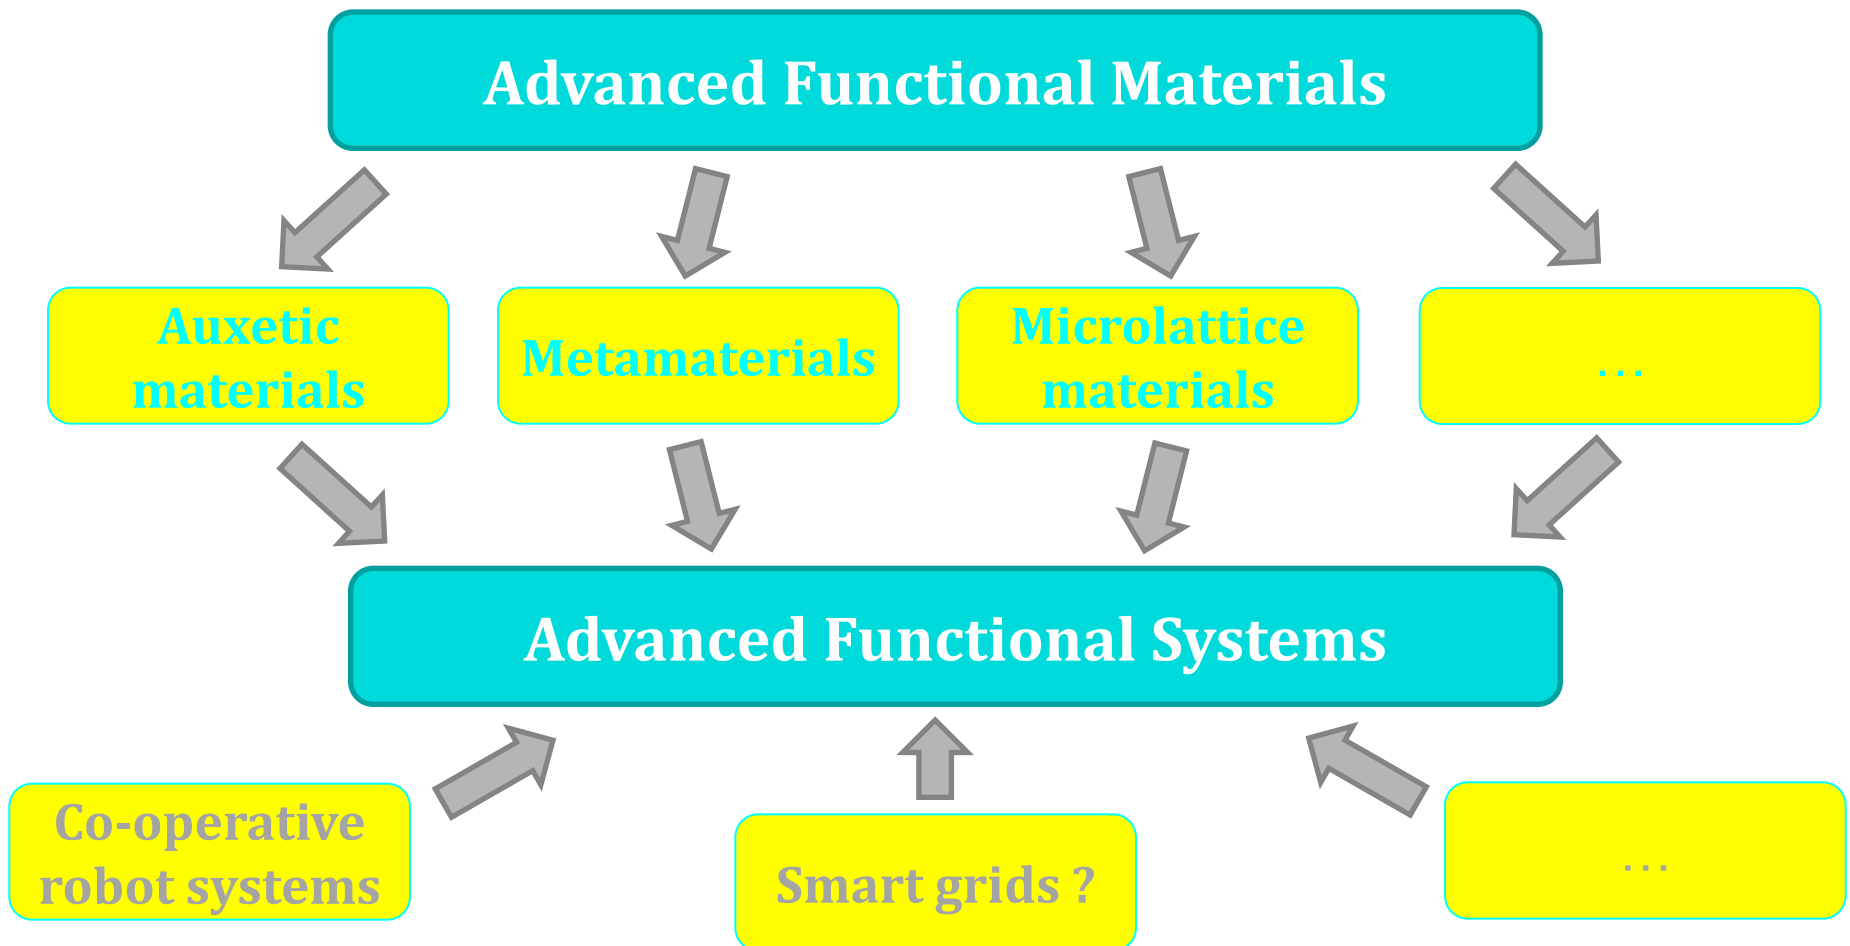 Advanced Functional Materials
Auxetic
materials
Metamaterials
Microlattice
materials
...
Advanced Functional Systems
Co-operative
robot systems
Smart grids ?
...